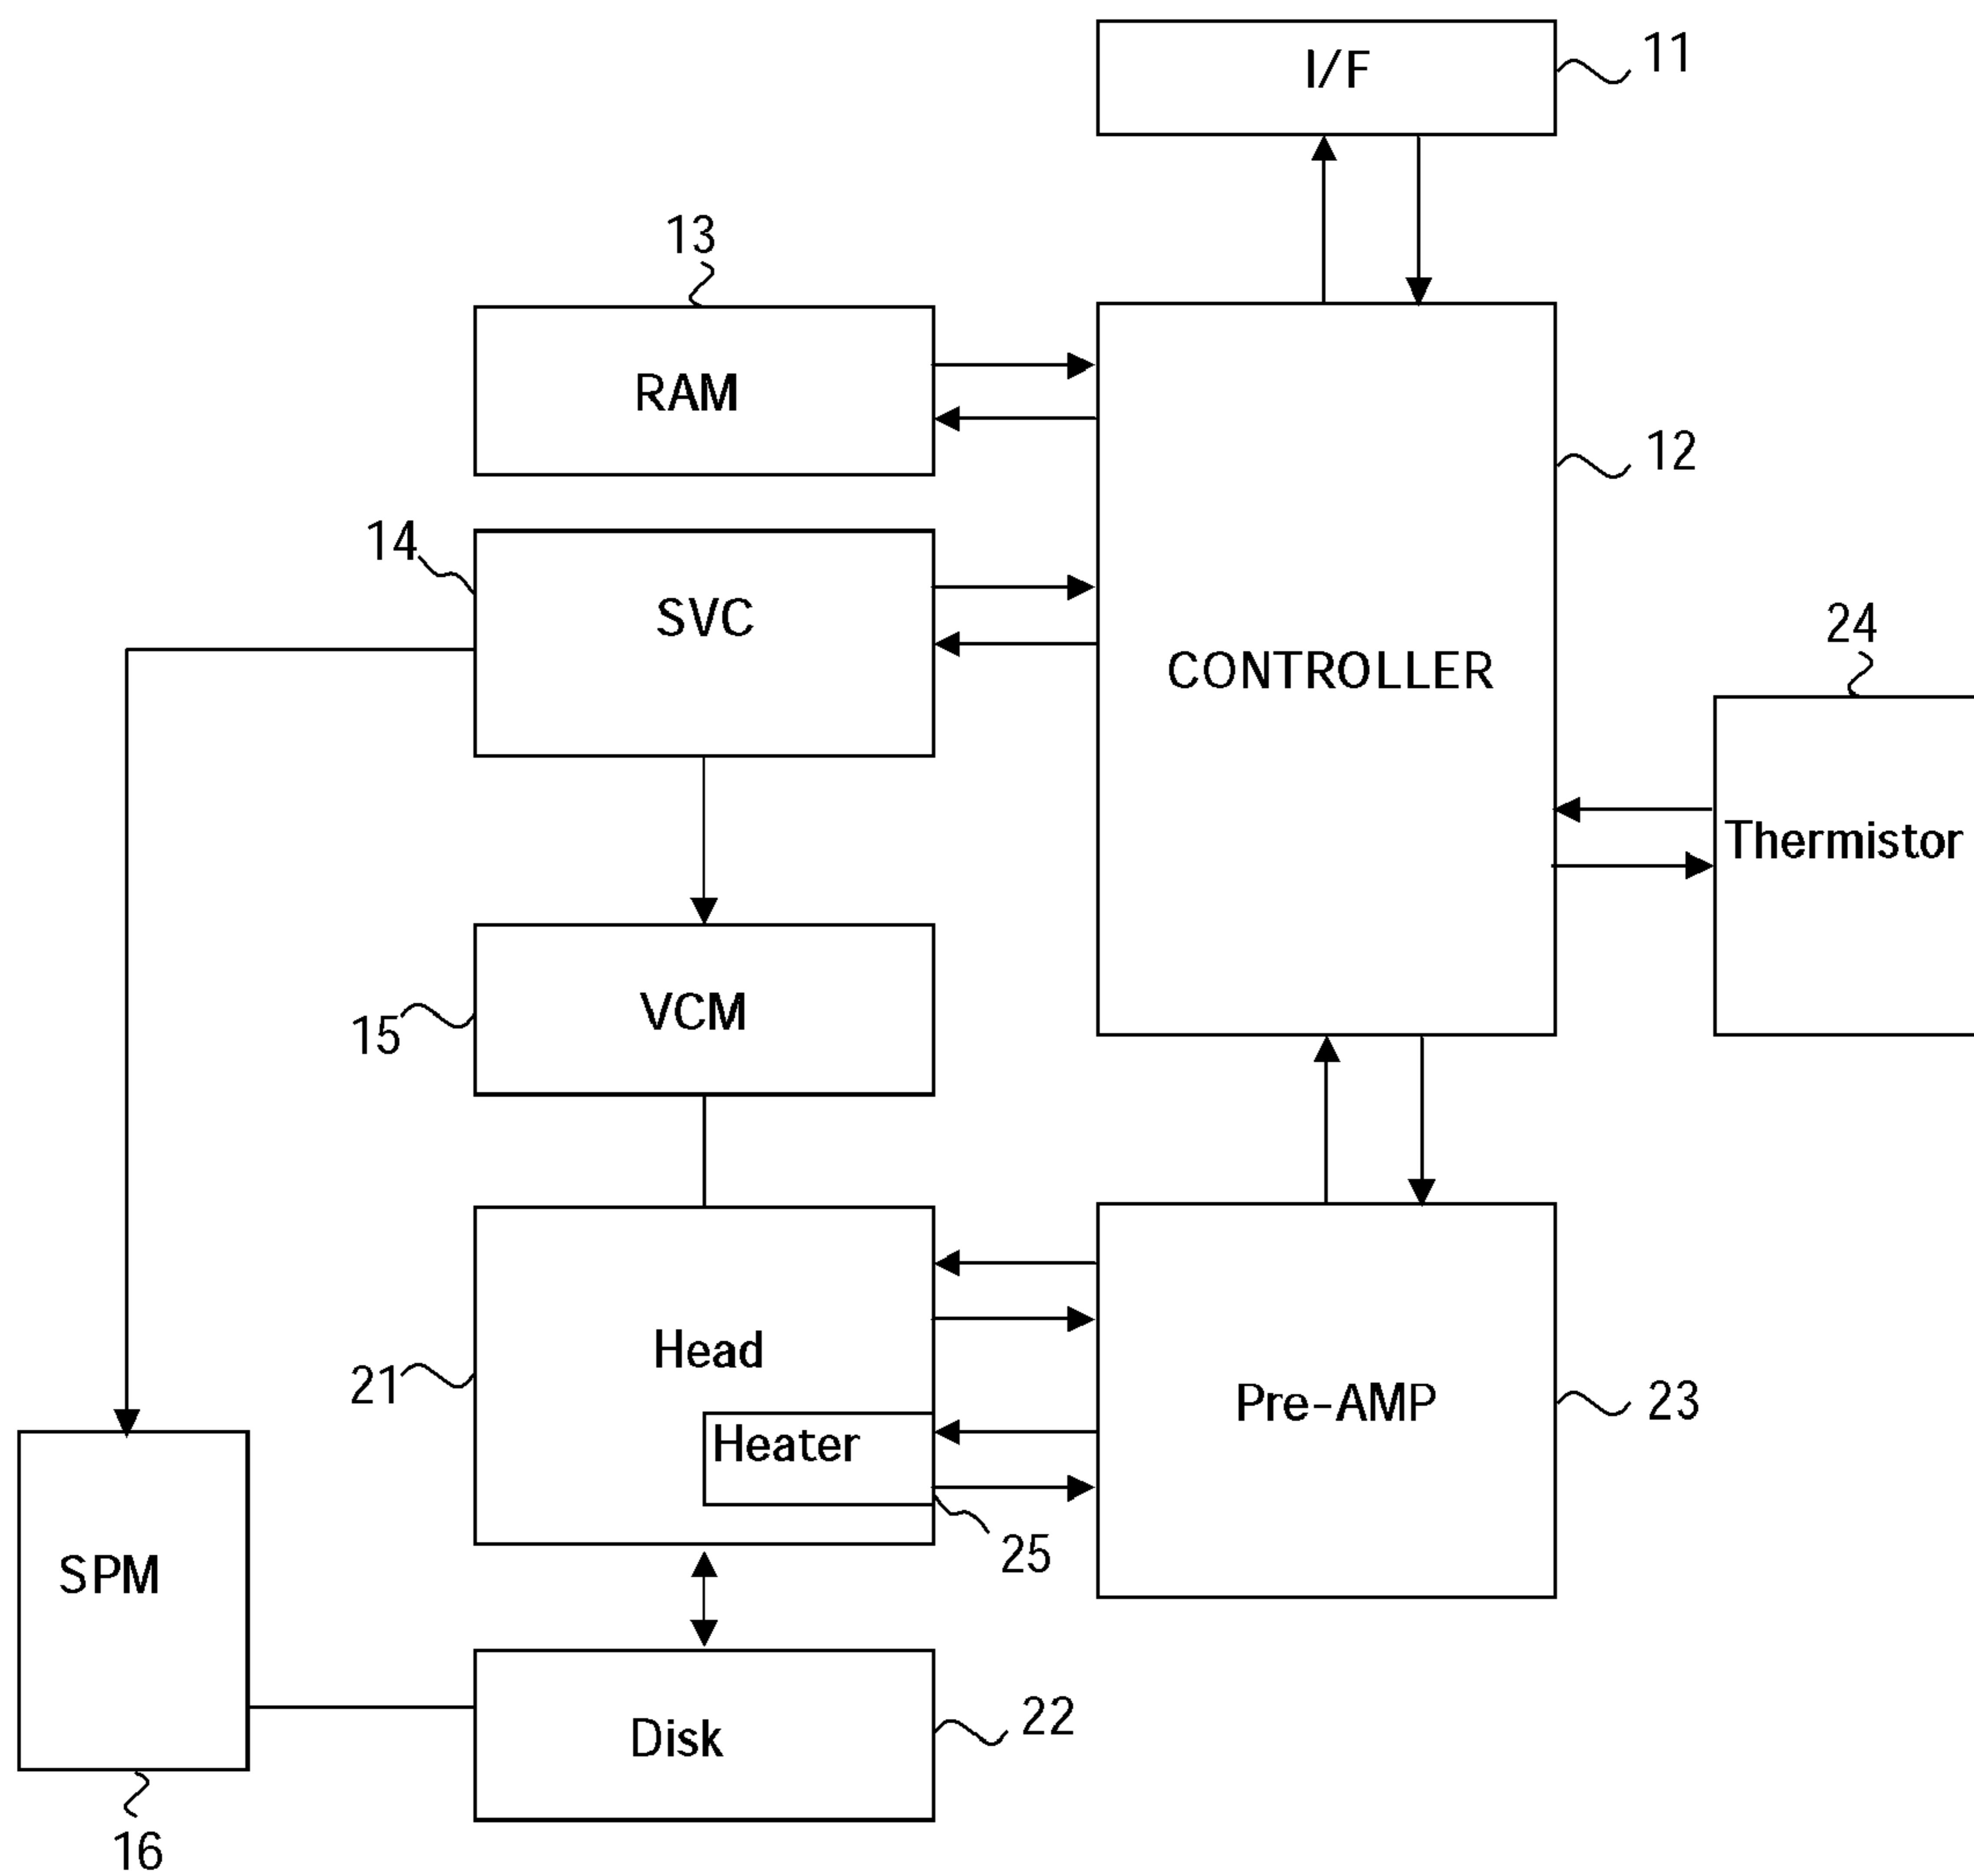 I/F
11
13
RAM
12
14
SVC
CONTROLLER
24
Thermistor
VCM
15
Head
21
Pre-AMP
23
Heater
25
SPM
Disk
22
16